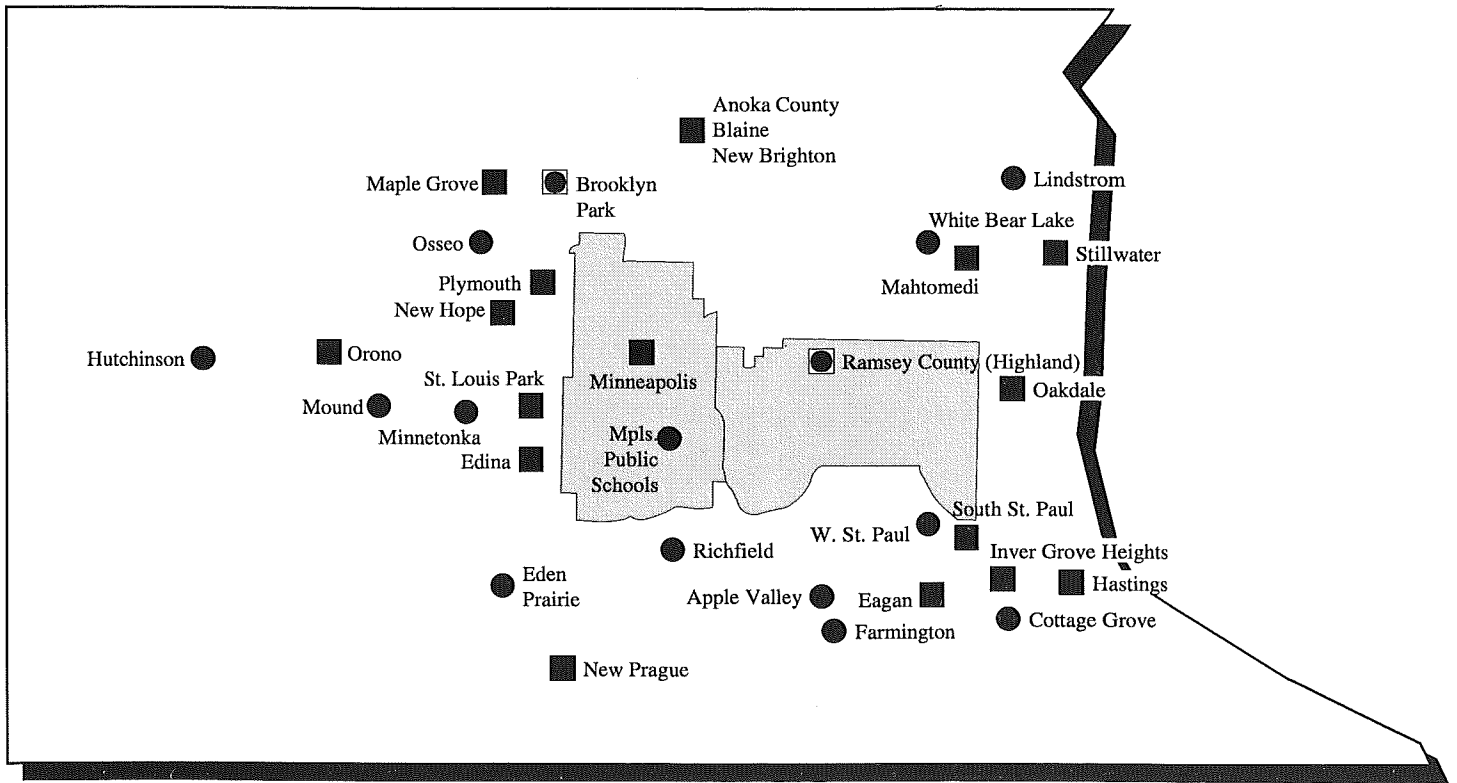 Anoka County
Blaine
New Brighton
Maple Grove
Brooklyn
Park
Lindstrom
White Bear Lake
Osseo
Stillwater
Plymouth
Mahtomedi
New Hope
Hutchinson
Orono
Ramsey County (Highland)
St. Louis Park
Minneapolis
Oakdale
Mound
Minnetonka
Mpls.
Public
Schools
Edina
South St. Paul
W. St. Paul
Richfield
Inver Grove Heights
Eden
Prairie
Hastings
Apple Valley
Eagan
Cottage Grove
Farmington
New Prague